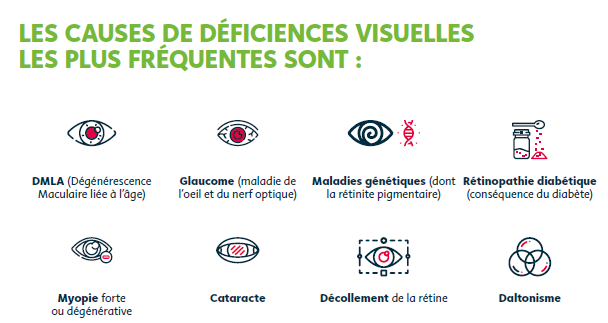 LES CAUSES DE DÉFICIENCES VISUELLES
LES PLUS FRÉQUENTES SONT :
DMLA (Dégénérescence
Maculaire liée à l'âge)
Glaucome (maladie de
l'oeil et du nerf optique)
Maladies génétiques (dont
la rétinite pigmentaire)
Rétinopathie diabétique
(conséquence du diabète)
Myopie forte
ou dégénérative
Cataracte
Décollement de la rétine
Daltonisme